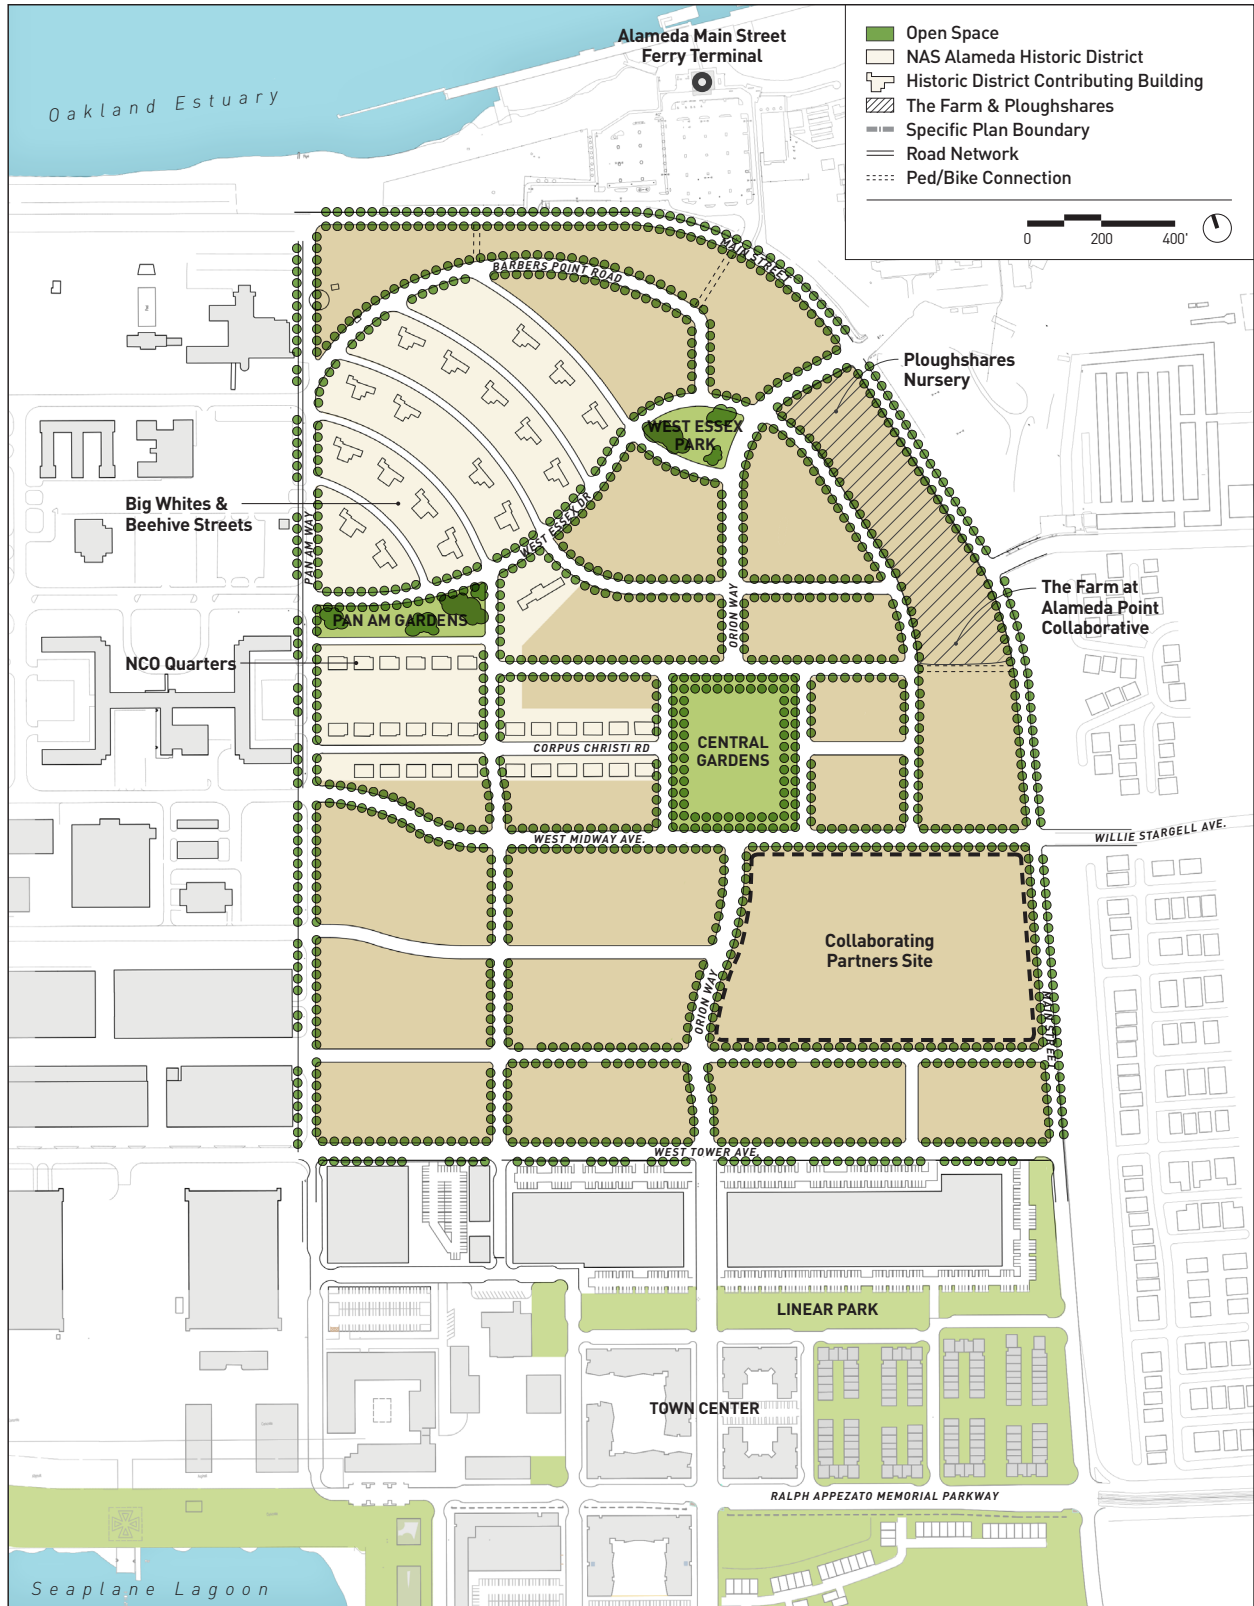 Alameda Main Street
Ferry Terminal
Oakland Estuary
Open Space
NAS Alameda Historic District
Historic District Contributing Building
The Farm & Ploughshares
Specific Plan Boundary
Road Network
Ped/Bike Connection
0 200 400'
MAIN STREET
BARBERS POINT ROAD
Ploughshares
Nursery
WEST ESSEX
PARK
Big Whites &
Beehive Streets
PAN AM WAY
WEST ESSEX DR
The Farm at
Alameda Point
Collaborative
PAN AM GARDENS
ORION WAY
NCO Quarters
CENTRAL
GARDENS
CORPUS CHRISTI RD
WEST MIDWAY AVE.
WILLIE STARGELL AVE.
Collaborating
Partners Site
ORION WAY
MAIN STREET
WEST TOWER AVE.
LINEAR PARK
TOWN CENTER
RALPH APPEZATO MEMORIAL PARKWAY
Seaplane Lagoon